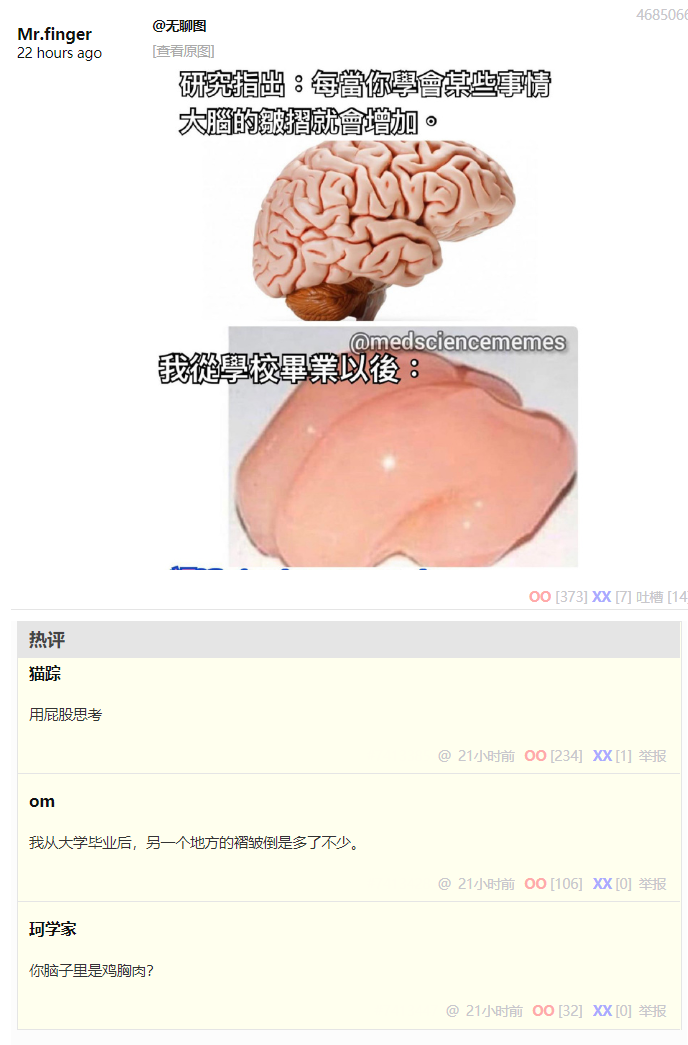 4685066
Mr.finger
22 hours ago
@无聊图
[查看原图]
研究指出：每當你學會某些事情
大腦的皺摺就會增加。
@medsciencememes
我從學校畢業以後：
OO [373] XX [7] 吐槽 [14
热评
猫踪
用屁股思考
@ 21小时前 OO [234] XX [1] 举报
om
我从大学毕业后，另一个地方的褶皱倒是多了不少。
@ 21小时前 OO [106] XX [0] 举报
珂学家
你脑子里是鸡胸肉？
@ 21小时前 OO [32] XX [0] 举报